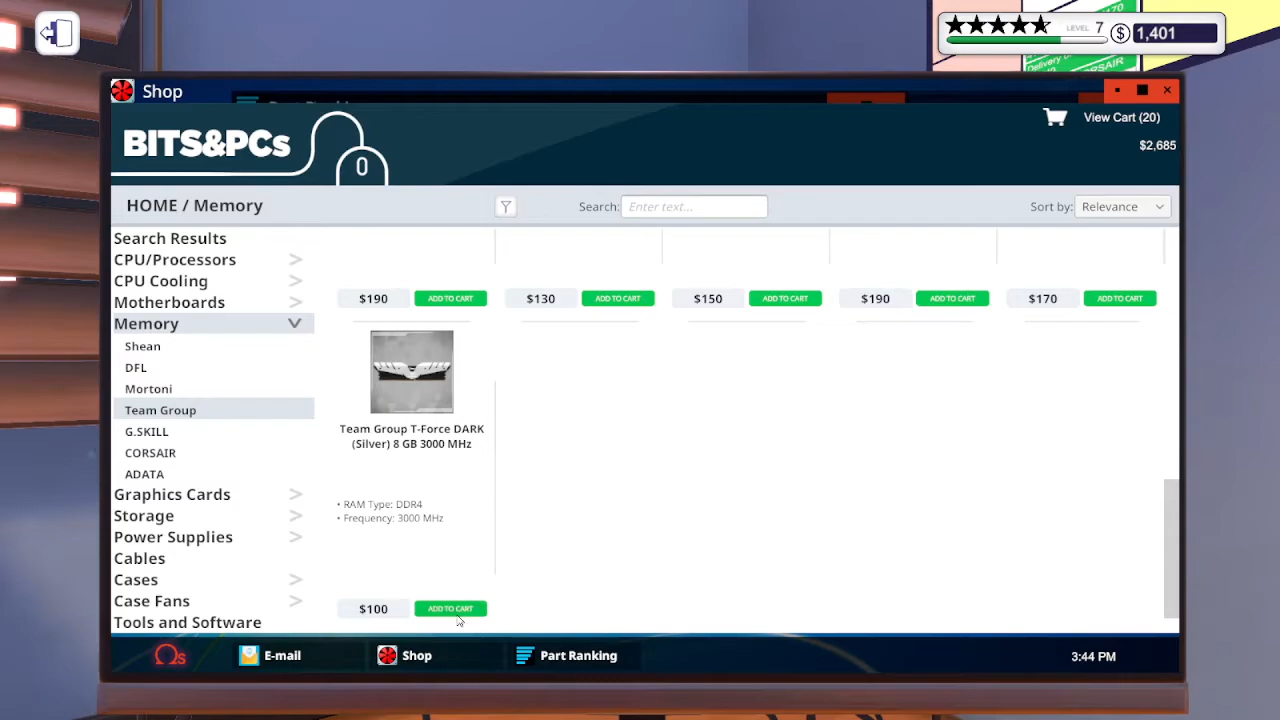 LEVEL 7
$ 1,401
Delivery
CORSAIR
Shop
BITS&PCs
View Cart (20)
$2,685
HOME / Memory
Search:
Enter text...
Sort by:
Relevance
Search Results
CPU/Processors
CPU Cooling
Motherboards
Memory
Shean
DFL
Mortoni
Team Group
G.SKILL
CORSAIR
ADATA
Graphics Cards
Storage
Power Supplies
Cables
Cases
Case Fans
Tools and Software
$190 ADD TO CART
$130 ADD TO CART
$150 ADD TO CART
$190 ADD TO CART
$170 ADD TO CART
Team Group T-Force DARK
(Silver) 8 GB 3000 MHz
• RAM Type: DDR4
• Frequency: 3000 MHz
$100 ADD TO CART
Ωs
E-mail
Shop
Part Ranking
3:44 PM